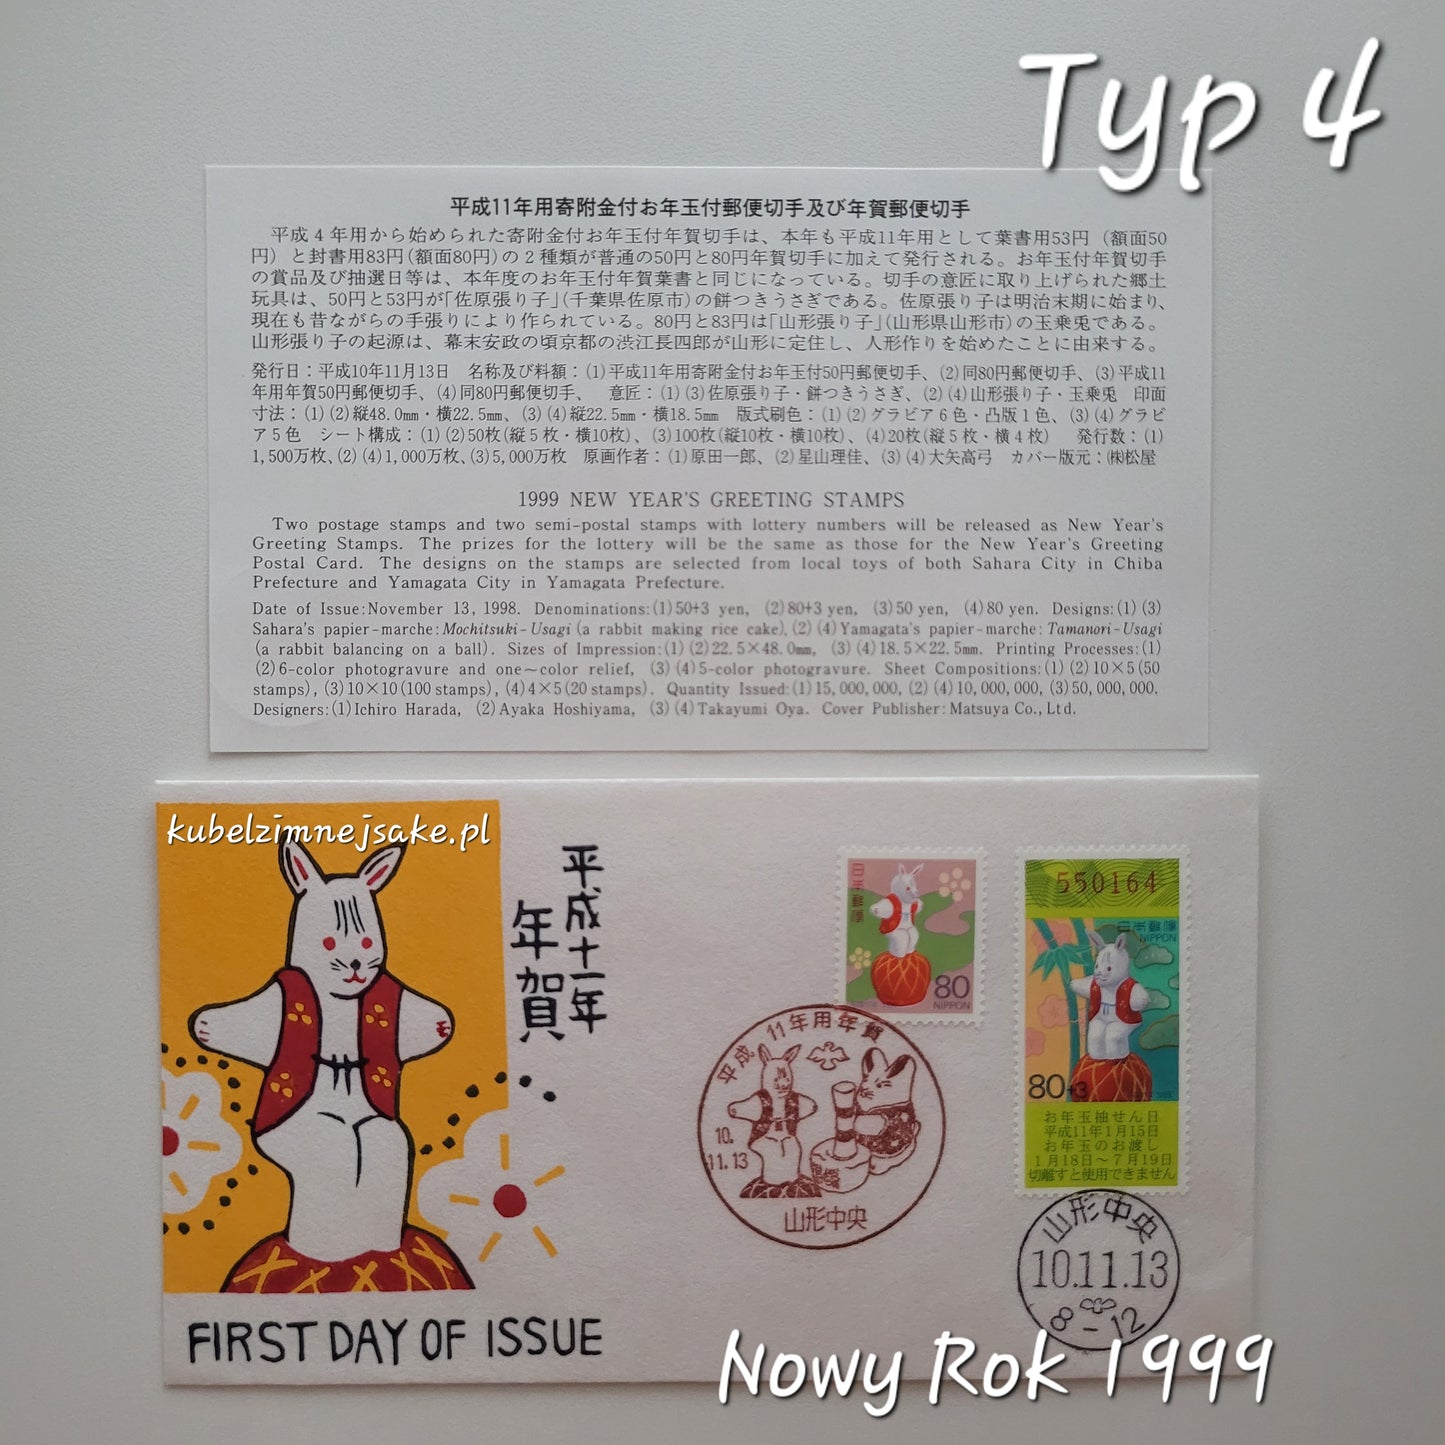 Typ 4
平成11年用寄附金付お年玉付郵便切手及び年賀郵便切手
平成4年用から始められた寄附金付お年玉付年賀切手は、本年も平成11年用として葉書用53円（額面50
円）と封書用83円(額面80円)の2種類が普通の50円と80円年賀切手に加えて発行される。お年玉付年賀切手
の賞品及び抽選日等は、本年度のお年玉付年賀葉書と同じになっている。切手の意匠に取り上げられた郷土
玩具は、50円と53円が「佐原張り子」(千葉県佐原市)の餅つきうさぎである。佐原張り子は明治末期に始まり、
現在も昔ながらの手張りにより作られている。80円と83円は「山形張り子」(山形県山形市)の玉乗兎である。
山形張り子の起源は、幕末安政の頃京都の渋江長四郎が山形に定住し、人形作りを始めたことに由来する。
発行日：平成10年11月13日　名称及び料額：(1)平成11年用寄附金付お年玉付50円郵便切手、(2)同80円郵便切手、(3)平成11
年用年賀50円郵便切手、(4)同80円郵便切手、　意匠：(1)(3)佐原張り子・餅つきうさぎ、(2)(4)山形張り子・玉乗兎　印面
寸法：(1)(2)縦48.0㎜・横22.5㎜、(3)(4)縦22.5㎜・横18.5㎜　版式刷色：(1)(2)グラビア6色・凸版1色、(3)(4)グラビ
ア5色　シート構成：(1)(2)50枚(縦5枚・横10枚)、(3)100枚(縦10枚・横10枚)、(4)20枚(縦5枚・横4枚)　発行数：(1)
1,500万枚、(2)(4)1,000万枚、(3)5,000万枚　原画作者：(1)原田一郎、(2)星山理佳、(3)(4)大矢高弓　カバー版元：㈱松屋
1999 NEW YEAR'S GREETING STAMPS
Two postage stamps and two semi-postal stamps with lottery numbers will be released as New Year's
Greeting Stamps. The prizes for the lottery will be the same as those for the New Year's Greeting
Postal Card. The designs on the stamps are selected from local toys of both Sahara City in Chiba
Prefecture and Yamagata City in Yamagata Prefecture.
Date of Issue:November 13, 1998. Denominations:(1)50+3 yen, (2)80+3 yen, (3)50 yen, (4)80 yen. Designs:(1)(3)
Sahara's papier-marche:Mochitsuki-Usagi (a rabbit making rice cake), (2)(4)Yamagata's papier-marche: Tamanori-Usagi
(a rabbit balancing on a ball). Sizes of Impression:(1)(2)22.5×48.0㎜, (3)(4)18.5×22.5㎜. Printing Processes:(1)
(2)6-color photogravure and one~color relief, (3)(4)5-color photogravure. Sheet Compositions:(1)(2)10×5(50
stamps), (3)10×10(100 stamps), (4)4×5(20 stamps). Quantity Issued:(1)15,000,000, (2)(4)10,000,000, (3)50,000,000.
Designers:(1)Ichiro Harada, (2)Ayaka Hoshiyama, (3)(4)Takayumi Oya. Cover Publisher:Matsuya Co., Ltd.
kubelzimnejsake.pl
平成十一年
年賀
日本郵便
80
NIPPON
550164
日本郵便
NIPPON
80+3
お年玉抽せん日
平成11年1月15日
お年玉のお渡し
1月18日～7月19日
切離すと使用できません
平成 11年用年賀
10.
11.13
山形中央
山形中央
10.11.13
8-12
FIRST DAY OF ISSUE
Nowy Rok 1999